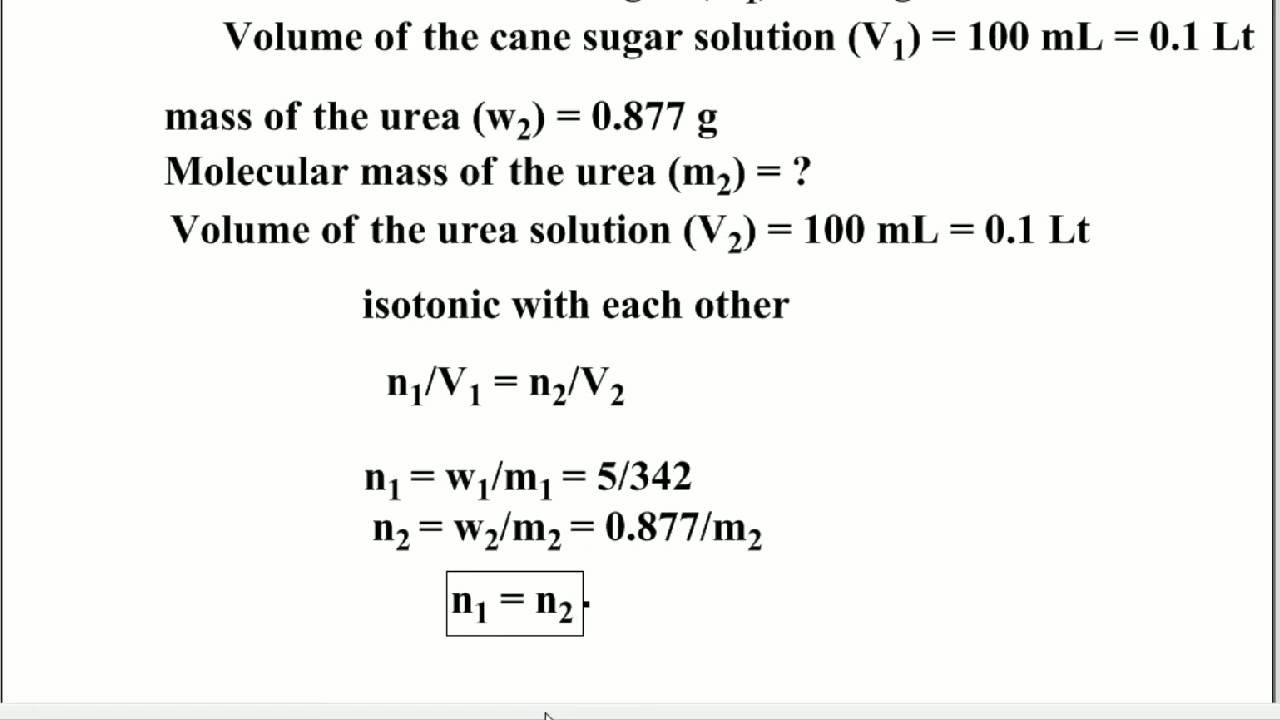 Volume of the cane sugar solution (V₁) = 100 mL = 0.1 Lt
mass of the urea (w₂) = 0.877 g
Molecular mass of the urea (m₂) = ?
Volume of the urea solution (V₂) = 100 mL = 0.1 Lt
isotonic with each other
n₁/V₁ = n₂/V₂
n₁ = w₁/m₁ = 5/342
n₂ = w₂/m₂ = 0.877/m₂
n₁ = n₂.